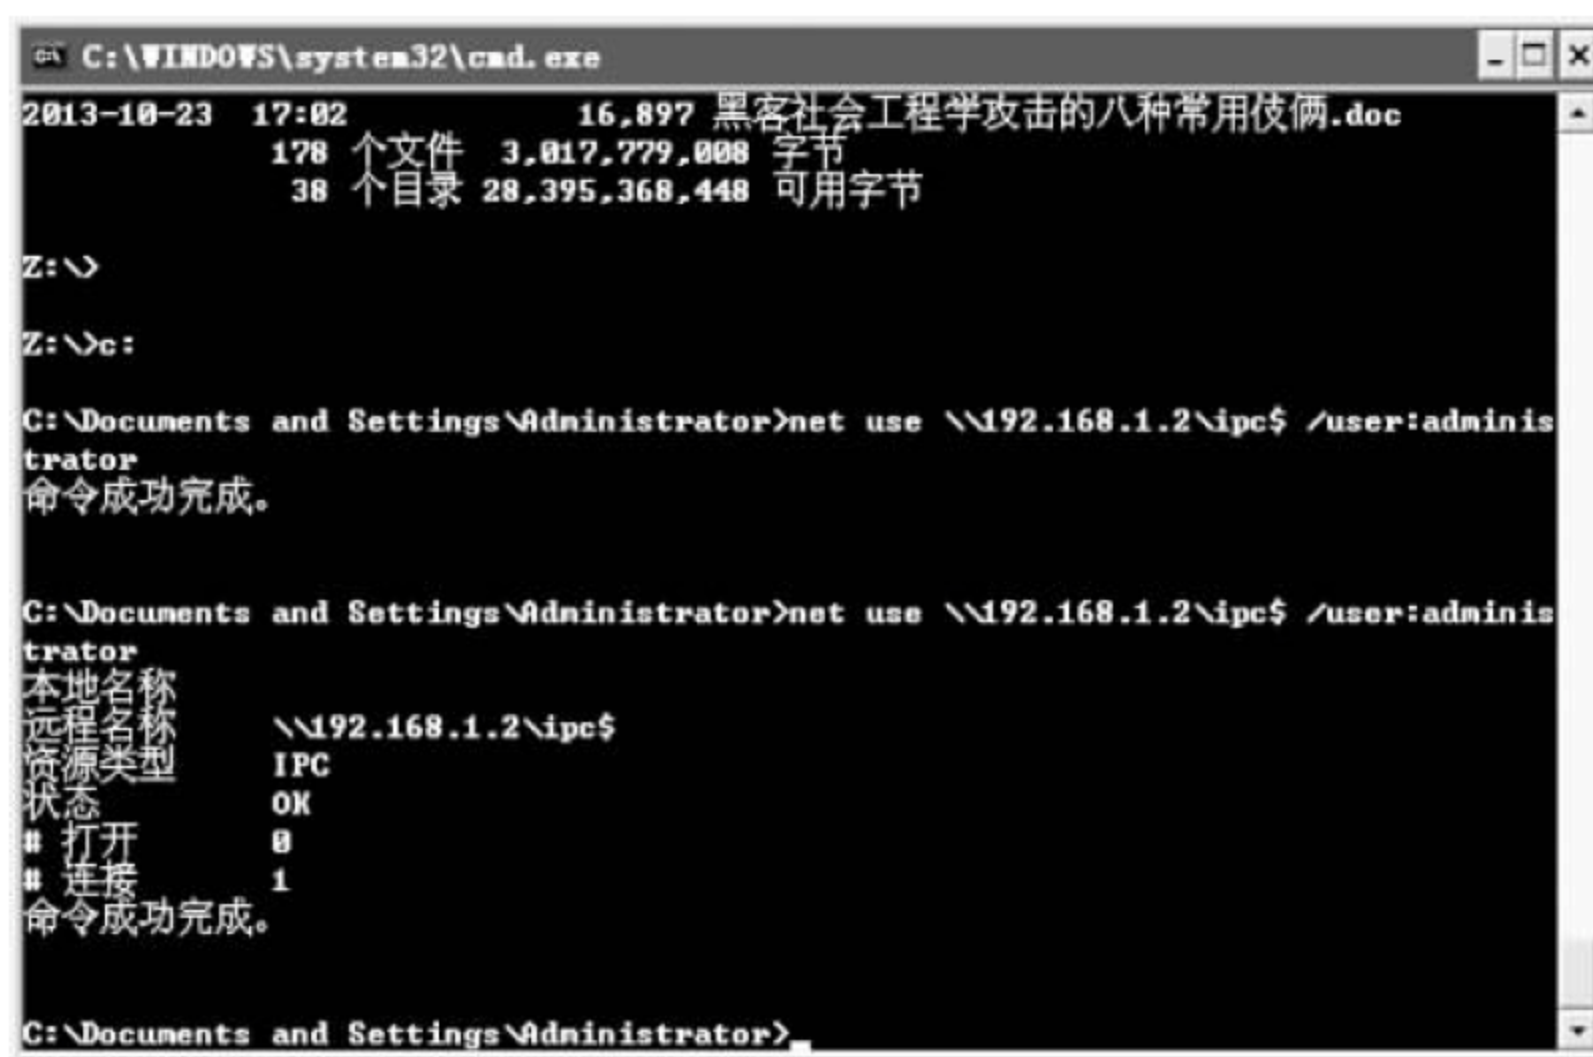 C:\WINDOWS\system32\cmd.exe
2013-10-23  17:02            16,897 黑客社会工程学攻击的八种常用伎俩.doc
178 个文件  3,017,779,008 字节
38 个目录 28,395,368,448 可用字节
Z:\>
Z:\>c:
C:\Documents and Settings\Administrator>net use \\192.168.1.2\ipc$ /user:adminis
trator
命令成功完成。
C:\Documents and Settings\Administrator>net use \\192.168.1.2\ipc$ /user:adminis
trator
本地名称
远程名称     \\192.168.1.2\ipc$
资源类型     IPC
状态         OK
# 打开       0
# 连接       1
命令成功完成。
C:\Documents and Settings\Administrator>_